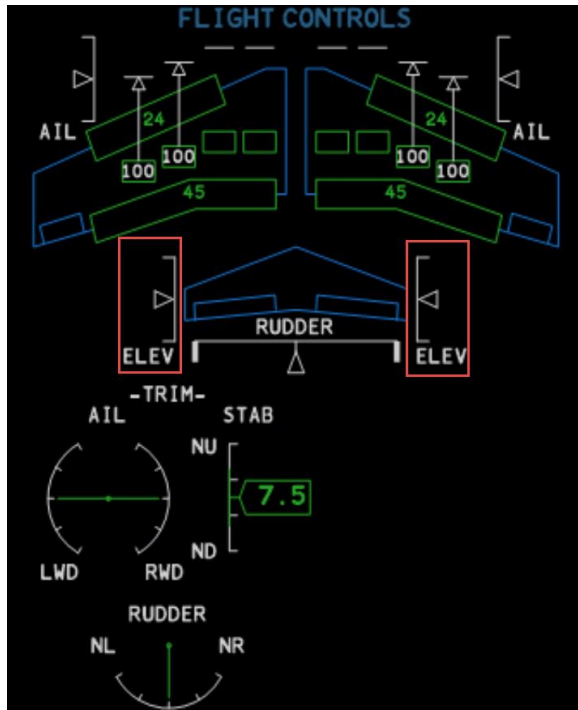 FLIGHT CONTROLS
AIL 24 24 AIL
100 100 100 100
45 45
RUDDER
ELEV ELEV
-TRIM-
AIL STAB
NU
7.5
ND
LWD RWD
RUDDER
NL NR